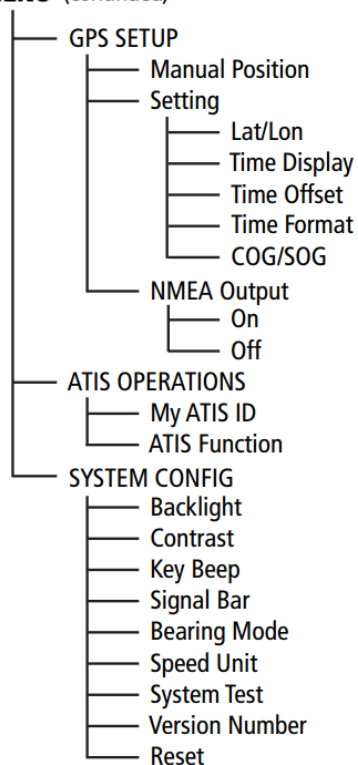 (continued)
GPS SETUP
Manual Position
Setting
Lat/Lon
Time Display
Time Offset
Time Format
COG/SOG
NMEA Output
On
Off
ATIS OPERATIONS
My ATIS ID
ATIS Function
SYSTEM CONFIG
Backlight
Contrast
Key Beep
Signal Bar
Bearing Mode
Speed Unit
System Test
Version Number
Reset